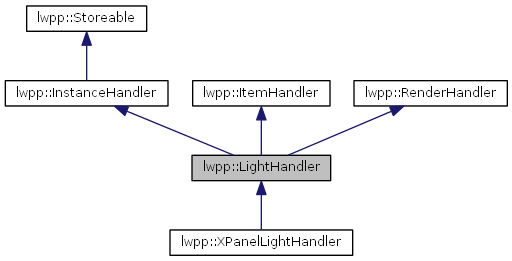 lwpp::Storeable
lwpp::InstanceHandler
lwpp::ItemHandler
lwpp::RenderHandler
lwpp::LightHandler
lwpp::XPanelLightHandler